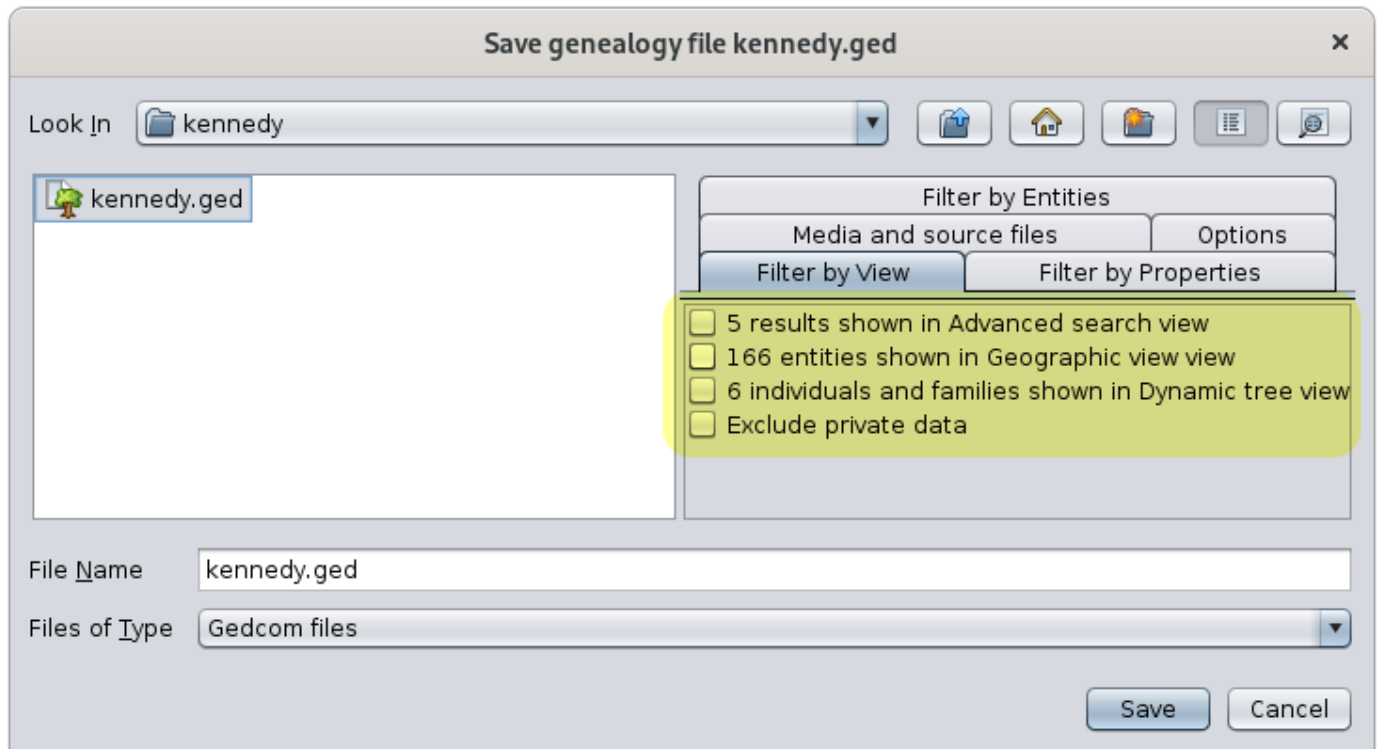 Save genealogy file kennedy.ged
Look In kennedy
kennedy.ged
Filter by Entities
Media and source files Options
Filter by View Filter by Properties
5 results shown in Advanced search view
166 entities shown in Geographic view view
6 individuals and families shown in Dynamic tree view
Exclude private data
File Name kennedy.ged
Files of Type Gedcom files
Save Cancel